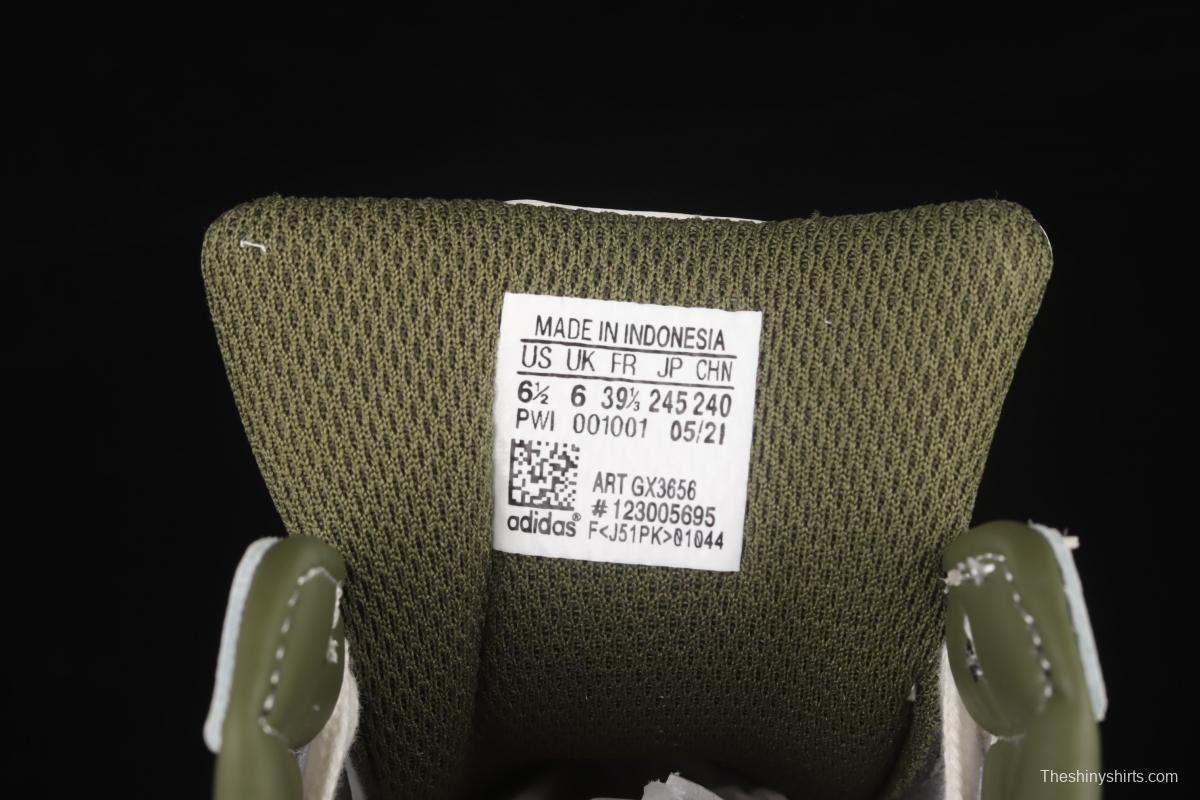 MADE IN INDONESIA
US UK FR JP CHN
6½ 6 39⅓ 245 240
PWI 001001 05/21
ART GX3656
# 123005695
adidas®
F<J51PK>01044
Theshinyshirts.com